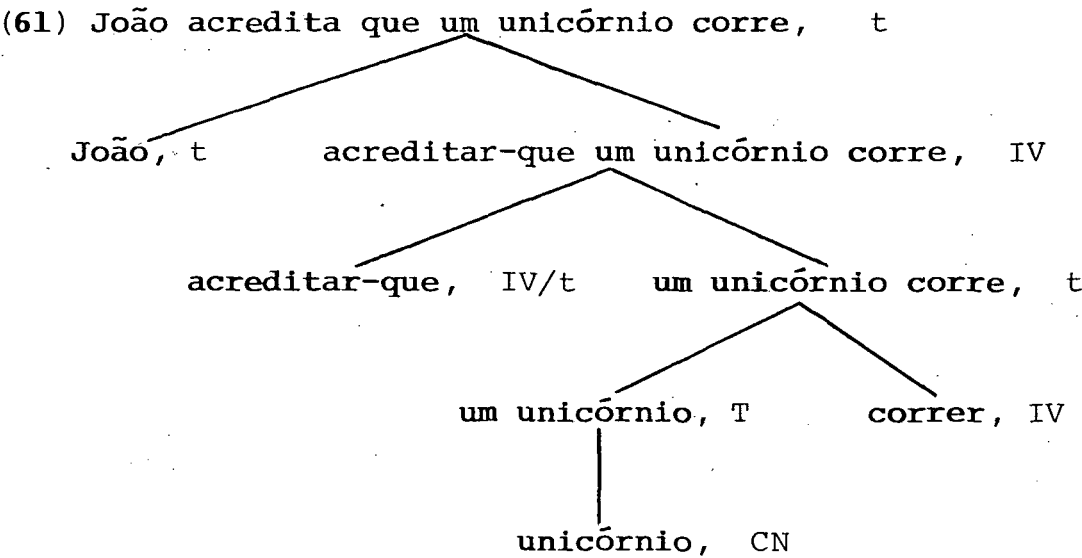 (61) João acredita que um unicórnio corre, t
João, t acreditar-que um unicórnio corre, IV
acreditar-que, IV/t um unicórnio corre, t
um unicórnio, T correr, IV
unicórnio, CN